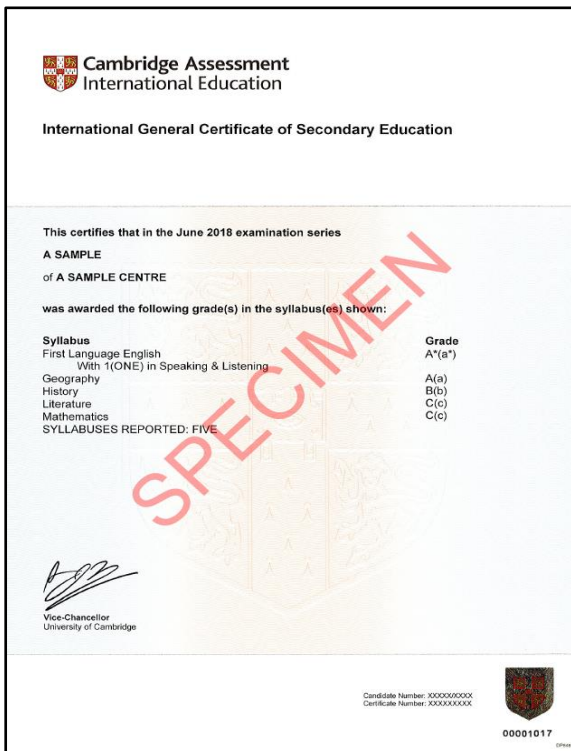 Cambridge Assessment
International Education
International General Certificate of Secondary Education
This certifies that in the June 2018 examination series
A SAMPLE
of A SAMPLE CENTRE
was awarded the following grade(s) in the syllabus(es) shown:
Syllabus Grade
First Language English A*(a*)
With 1(ONE) in Speaking & Listening
Geography A(a)
History B(b)
Literature C(c)
Mathematics C(c)
SYLLABUSES REPORTED: FIVE
SPECIMEN
Vice-Chancellor
University of Cambridge
Candidate Number: XXXXX/XXXX
Certificate Number: XXXXXXXXX
00001017